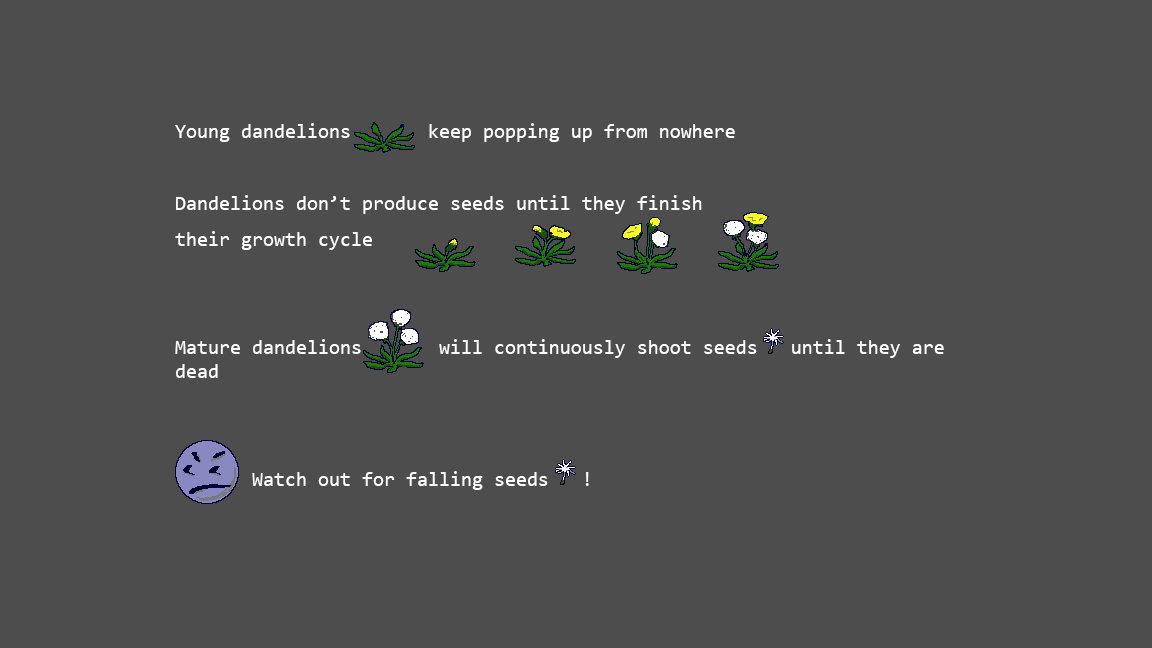 Young dandelions keep popping up from nowhere
Dandelions don’t produce seeds until they finish
their growth cycle
Mature dandelions will continuously shoot seeds until they are
dead
Watch out for falling seeds !